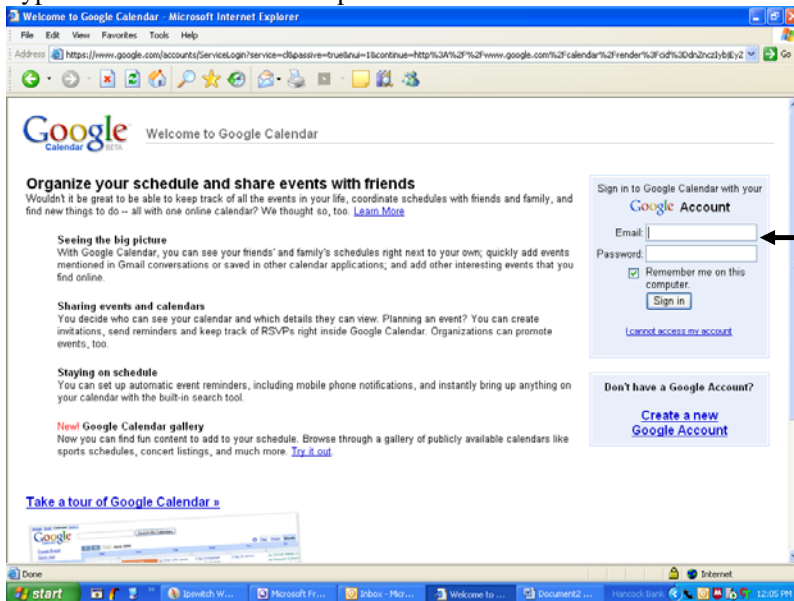 Welcome to Google Calendar - Microsoft Internet Explorer
File Edit View Favorites Tools Help
Address https://www.google.com/accounts/ServiceLogin? Go
Google
Calendar BETA
Welcome to Google Calendar
Organize your schedule and share events with friends
Wouldn't it be great to be able to keep track of all the events in your life, coordinate schedules with friends and family, and
find new things to do -- all with one online calendar? We thought so, too. Learn More
Seeing the big picture
With Google Calendar, you can see your friends' and family's schedules right next to your own; quickly add events
mentioned in Gmail conversations or saved in other calendar applications; and add other interesting events that you
find online.
Sharing events and calendars
You decide who can see your calendar and which details they can view. Planning an event? You can create
invitations, send reminders and keep track of RSVPs right inside Google Calendar. Organizations can promote
events, too.
Staying on schedule
You can set up automatic event reminders, including mobile phone notifications, and instantly bring up anything on
your calendar with the built-in search tool.
New! Google Calendar gallery
Now you can find fun content to add to your schedule. Browse through a gallery of publicly available calendars like
sports schedules, concert listings, and much more. Try it out.
Take a tour of Google Calendar »
Google
Sign in to Google Calendar with your
Google Account
Email:
Password:
Remember me on this
computer.
Sign in
I cannot access my account
Don't have a Google Account?
Create a new
Google Account
Done
Internet
start
Ipswitch W...
Microsoft Fr...
Inbox - Micr...
Welcome to ...
Document2 ...
Hancock Bank
12:05 PM